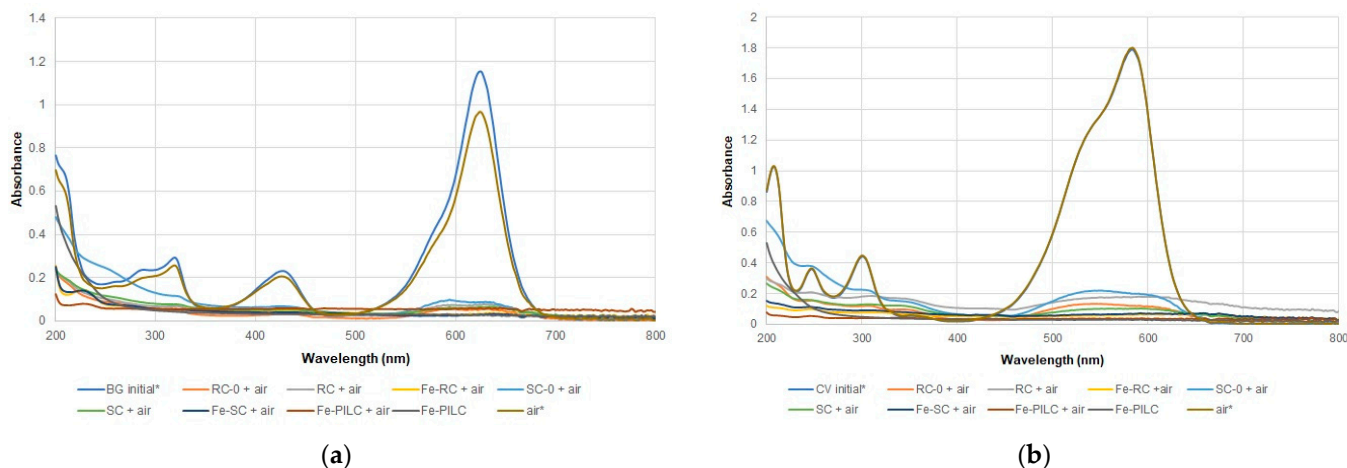 1.4
1.2
1
0.8
0.6
0.4
0.2
0
Absorbance
200 300 400 500 600 700 800
Wavelength (nm)
BG initial* RC-0 + air RC + air Fe-RC + air SC-0 + air
SC + air Fe-SC + air Fe-PILC + air Fe-PILC air*
(a)
2
1.8
1.6
1.4
1.2
1
0.8
0.6
0.4
0.2
0
Absorbance
200 300 400 500 600 700 800
Wavelength (nm)
CV initial* RC-0 + air RC + air Fe-RC +air SC-0 + air
SC + air Fe-SC + air Fe-PILC + air Fe-PILC air*
(b)